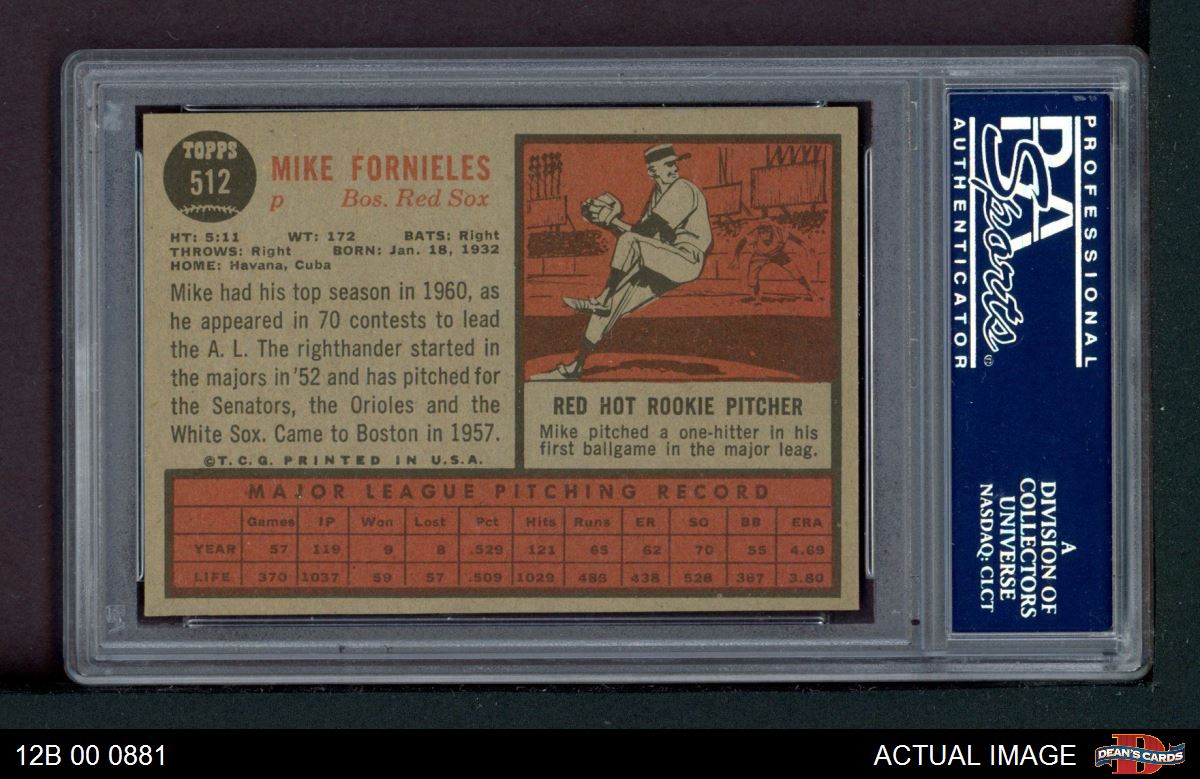 TOPPS
512
MIKE FORNIELES
p Bos. Red Sox
HT: 5:11 WT: 172 BATS: Right
THROWS: Right BORN: Jan. 18, 1932
HOME: Havana, Cuba
Mike had his top season in 1960, as
he appeared in 70 contests to lead
the A. L. The righthander started in
the majors in '52 and has pitched for
the Senators, the Orioles and the
White Sox. Came to Boston in 1957.
©T. C. G. PRINTED IN U. S. A.
RED HOT ROOKIE PITCHER
Mike pitched a one-hitter in his
first ballgame in the major leag.
MAJOR LEAGUE PITCHING RECORD
Games IP Won Lost Pct Hits Runs ER SO BB ERA
YEAR 57 119 9 8 .529 121 65 62 70 55 4.69
LIFE 370 1037 59 57 .509 1029 486 438 528 367 3.80
PROFESSIONAL
PSA
Sports®
AUTHENTICATOR
A
DIVISION OF
COLLECTORS
UNIVERSE
NASDAQ: CLCT
12B 00 0881
ACTUAL IMAGE
DEAN'S CARDS